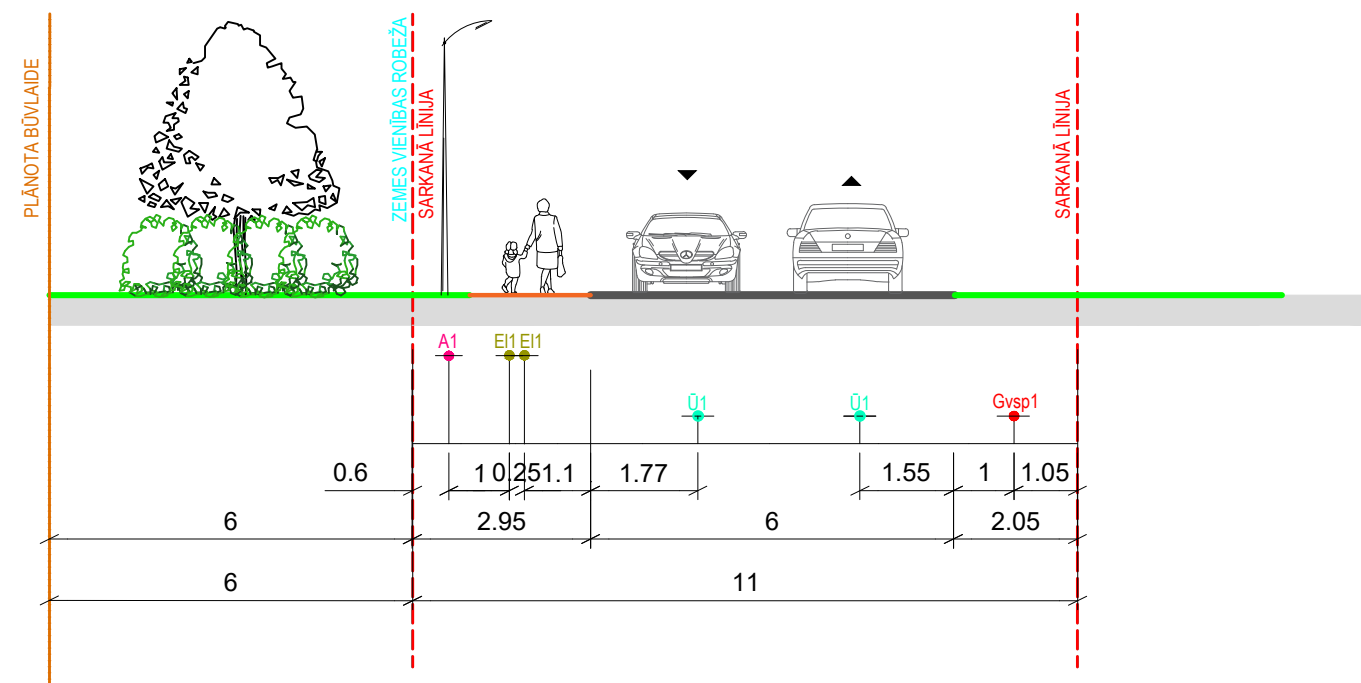 PLĀNOTA BŪVLAIDE
ZEMES VIENĪBAS ROBEŽA
SARKANĀ LĪNIJA
SARKANĀ LĪNIJA
A1
El1 El1
Ū1
Ū1
Gvsp1
0.6
1
0.25
1.1
1.77
1.55
1
1.05
6
2.95
6
2.05
6
11